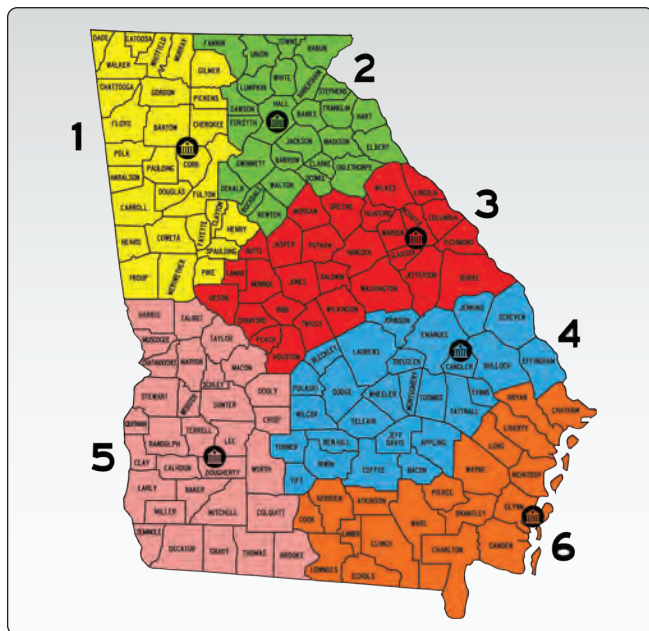 DADE CATOOSA WHITFIELD MURRAY FANNIN UNION TOWNS RABUN
WALKER GILMER LUMPKIN WHITE HABERSHAM STEPHENS 2
CHATTOOGA GORDON PICKENS DAWSON HALL BANKS FRANKLIN HART
1 FLOYD BARTOW CHEROKEE FORSYTH JACKSON MADISON ELBERT
POLK PAULDING COBB GWINNETT BARROW CLARKE OCONEE OGLETHORPE
HARALSON DOUGLAS FULTON DEKALB ROCKDALE WALTON
CARROLL FAYETTE CLAYTON HENRY NEWTON MORGAN GREENE WILKES LINCOLN
HEARD COWETA SPAULDING BUTTS JASPER PUTNAM TALIAFERRO WARREN COLUMBIA 3
TROUP MERIWETHER PIKE LAMAR MONROE JONES BALDWIN HANCOCK RICHMOND
UPSON BIBB WILKINSON WASHINGTON JEFFERSON BURKE
HARRIS TALBOT CRAWFORD PEACH TWIGGS JOHNSON JENKINS SCREVEN
MUSCOGEE TAYLOR HOUSTON BLECKLEY LAURENS EMANUEL 4
MARION MACON TREUTLEN CANDLER BULLOCH EFFINGHAM
STEWART WEBSTER SCHLEY SUMTER DOOLY PULASKI DODGE WHEELER MONTGOMERY TOOMBS EVANS BRYAN CHATHAM
QUITMAN RANDOLPH TERRELL LEE CRISP WILCOX TELFAIR TATTNALL LIBERTY
5 CLAY CALHOUN DOUGHERTY WORTH TURNER BEN HILL JEFF DAVIS APPLING LONG
EARLY BAKER TIFT IRWIN COFFEE BACON WAYNE MCINTOSH
MILLER MITCHELL COLQUITT COOK BERRIEN ATKINSON PIERCE BRANTLEY GLYNN
SEMINOLE DECATUR GRADY THOMAS BROOKS LANIER CLINCH WARE CHARLTON CAMDEN 6
LOWNDES ECHOLS